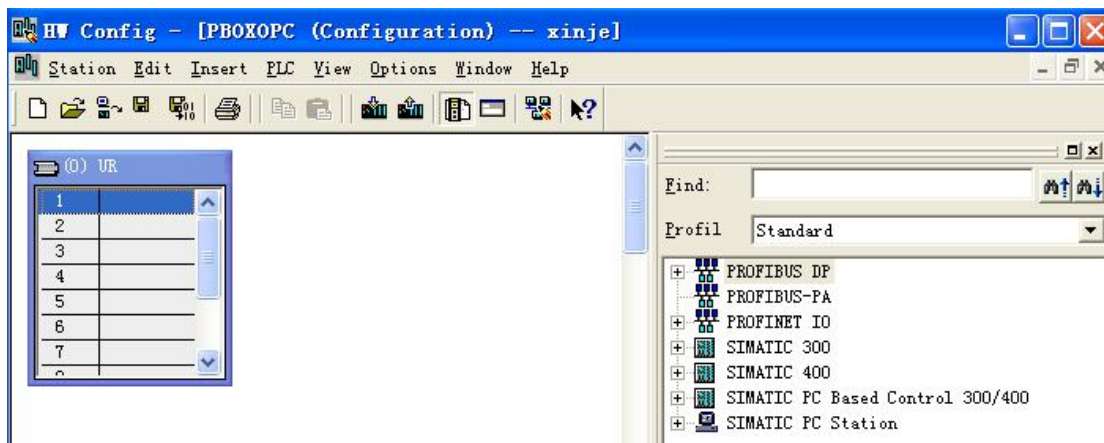 HW Config - [PBOXOPC (Configuration) -- xinje]
Station Edit Insert PLC View Options Window Help
(0) UR
1
2
3
4
5
6
7
Find:
Profil Standard
PROFIBUS DP
PROFIBUS-PA
PROFINET IO
SIMATIC 300
SIMATIC 400
SIMATIC PC Based Control 300/400
SIMATIC PC Station